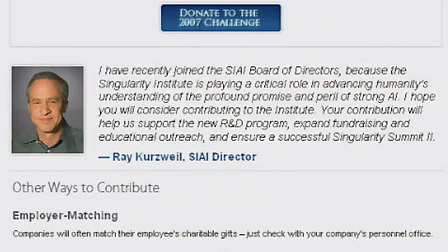 DONATE TO THE
2007 CHALLENGE
I have recently joined the SIAI Board of Directors, because the
Singularity Institute is playing a critical role in advancing humanity's
understanding of the profound promise and peril of strong AI. I hope
you will consider contributing to the Institute. Your contribution will
help us support the new R&D program, expand fundraising and
educational outreach, and ensure a successful Singularity Summit II.
— Ray Kurzweil, SIAI Director
Other Ways to Contribute
Employer-Matching
Companies will often match their employee's charitable gifts – just check with your company's personnel office.